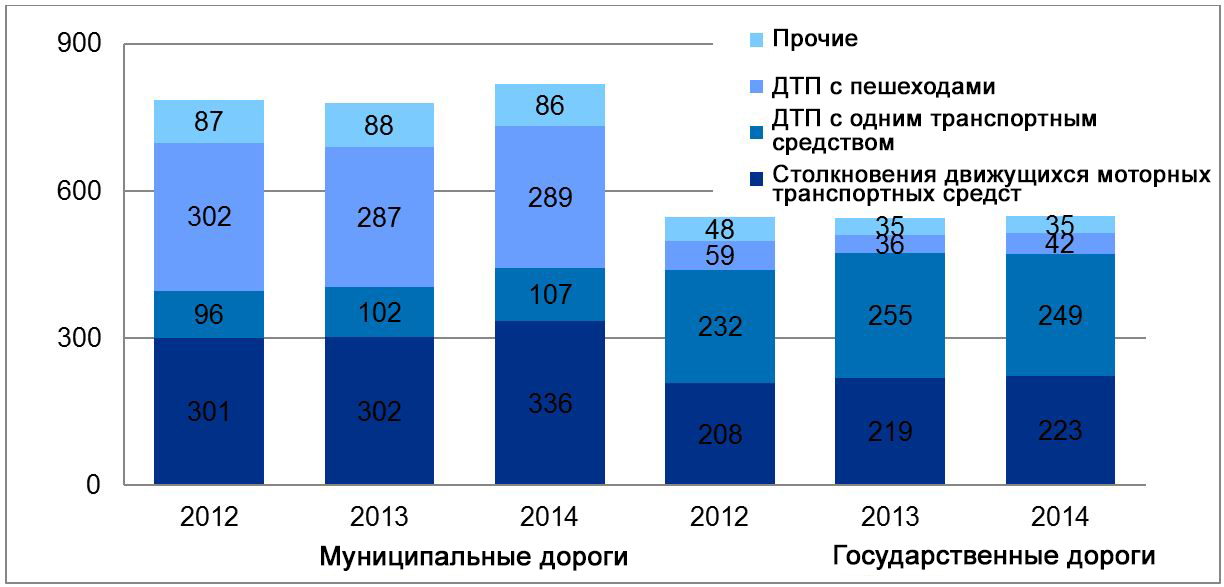 900
600
300
0
Прочие
ДТП с пешеходами
ДТП с одним транспортным
средством
Столкновения движущихся моторных
транспортных средст
87 88 86
302 287 289
96 102 107
301 302 336
48 35 35
59 36 42
232 255 249
208 219 223
2012 2013 2014 2012 2013 2014
Муниципальные дороги Государственные дороги